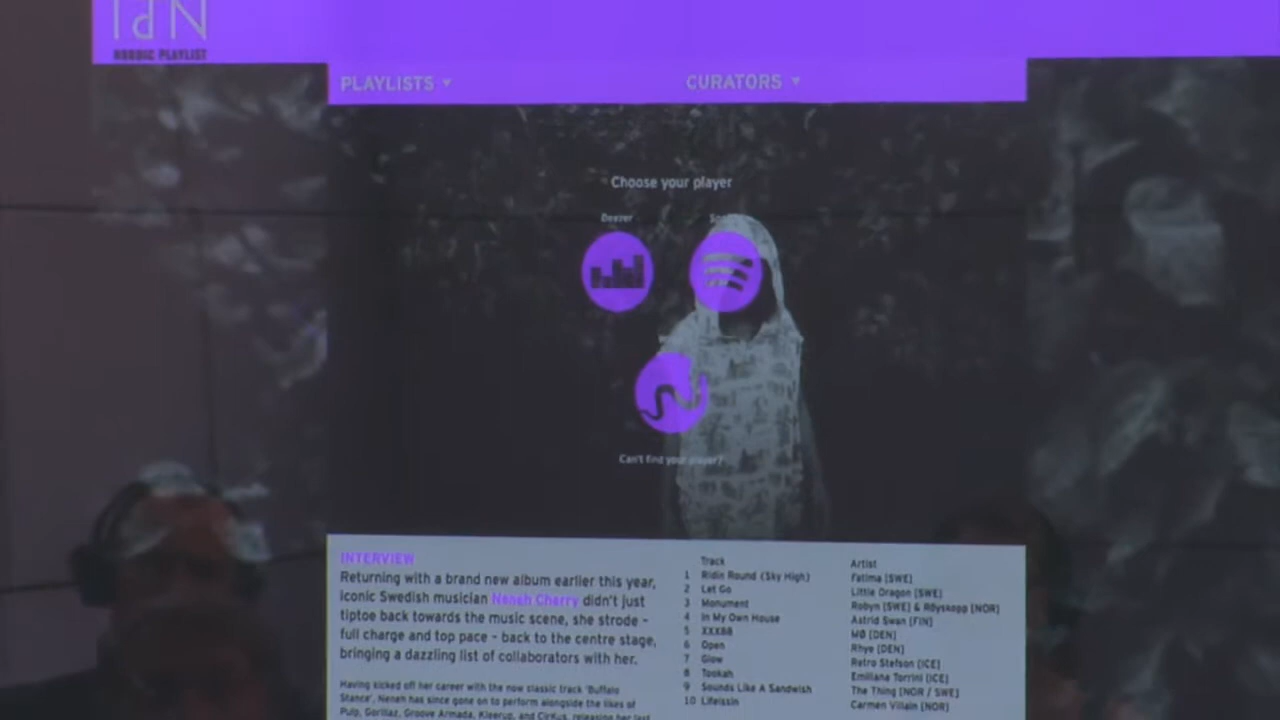 NORDIC PLAYLIST
PLAYLISTS
CURATORS
Choose your player
Deezer
Can't find your player?
INTERVIEW
Returning with a brand new album earlier this year,
iconic Swedish musician Neneh Cherry didn't just
tiptoe back towards the music scene, she strode -
full charge and top pace - back to the centre stage,
bringing a dazzling list of collaborators with her.
Having kicked off her career with the now classic track 'Buffalo
Stance', Neneh has since gone on to perform alongside the likes of
Pulp, Gorillaz, Groove Armada, Kleerup, and CirKus, releasing her last
Track Artist
1 Ridin Round (Sky High) Fatima [SWE]
2 Let Go Little Dragon [SWE]
3 Monument Robyn [SWE] & Röyksopp [NOR]
4 In My Own House Astrid Swan [FIN]
5 XXX88 MØ [DEN]
6 Open Rhye [DEN]
7 Glow Retro Stefson [ICE]
8 Tookah Emiliana Torrini [ICE]
9 Sounds Like A Sandwish The Thing [NOR / SWE]
10 Lifeissin Carmen Villain [NOR]